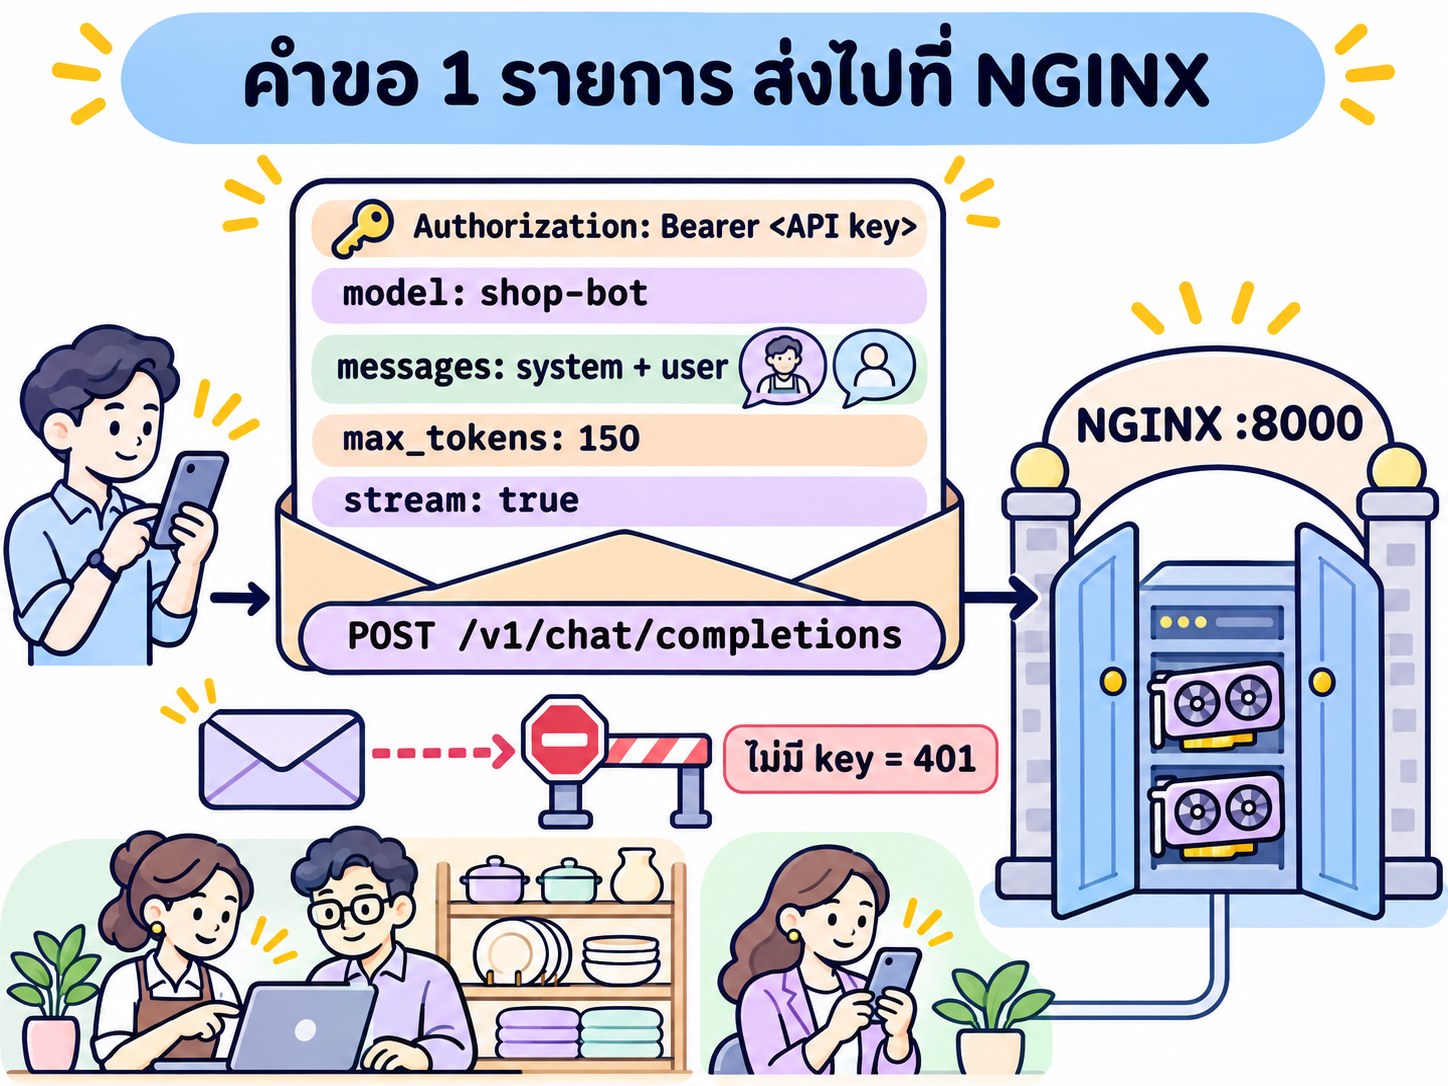 คำขอ 1 รายการ ส่งไปที่ NGINX
Authorization: Bearer <API key>
model: shop-bot
messages: system + user
max_tokens: 150
stream: true
POST /v1/chat/completions
NGINX :8000
ไม่มี key = 401